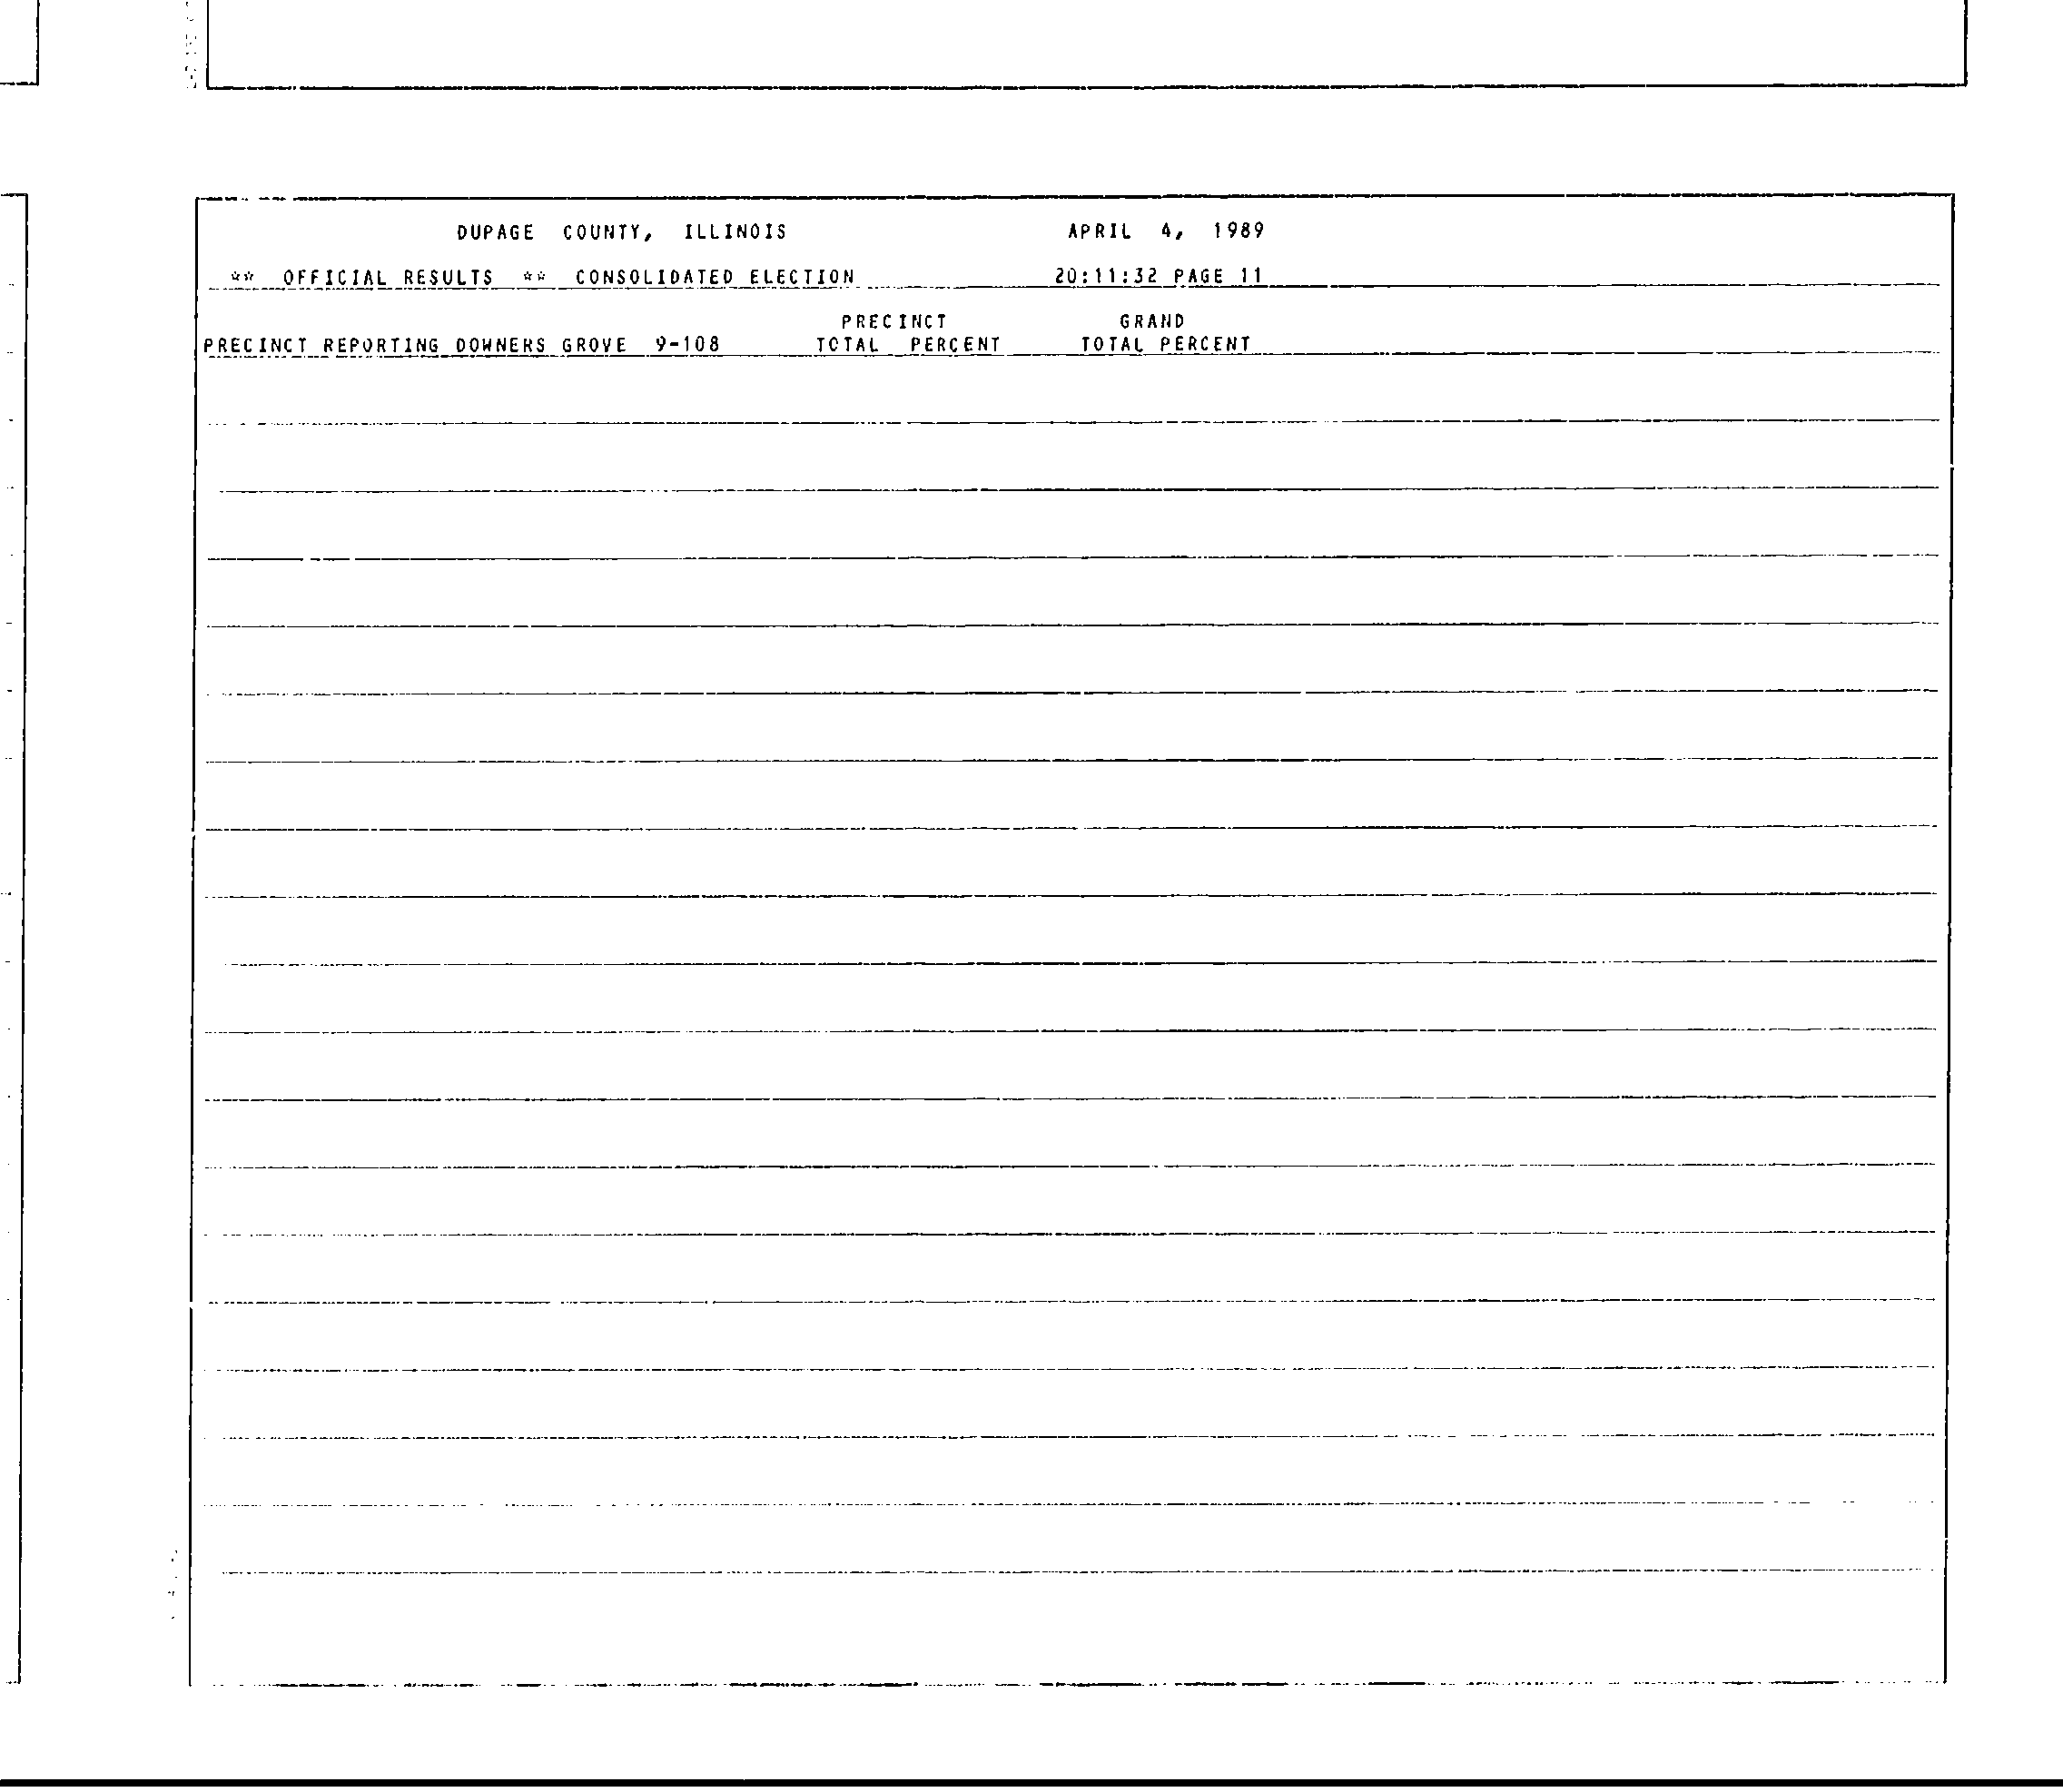 DUPAGE COUNTY, ILLINOIS APRIL 4, 1989
** OFFICIAL RESULTS ** CONSOLIDATED ELECTION 20:11:32 PAGE 11
PRECINCT GRAND
PRECINCT REPORTING DOWNERS GROVE 9-108 TOTAL PERCENT TOTAL PERCENT